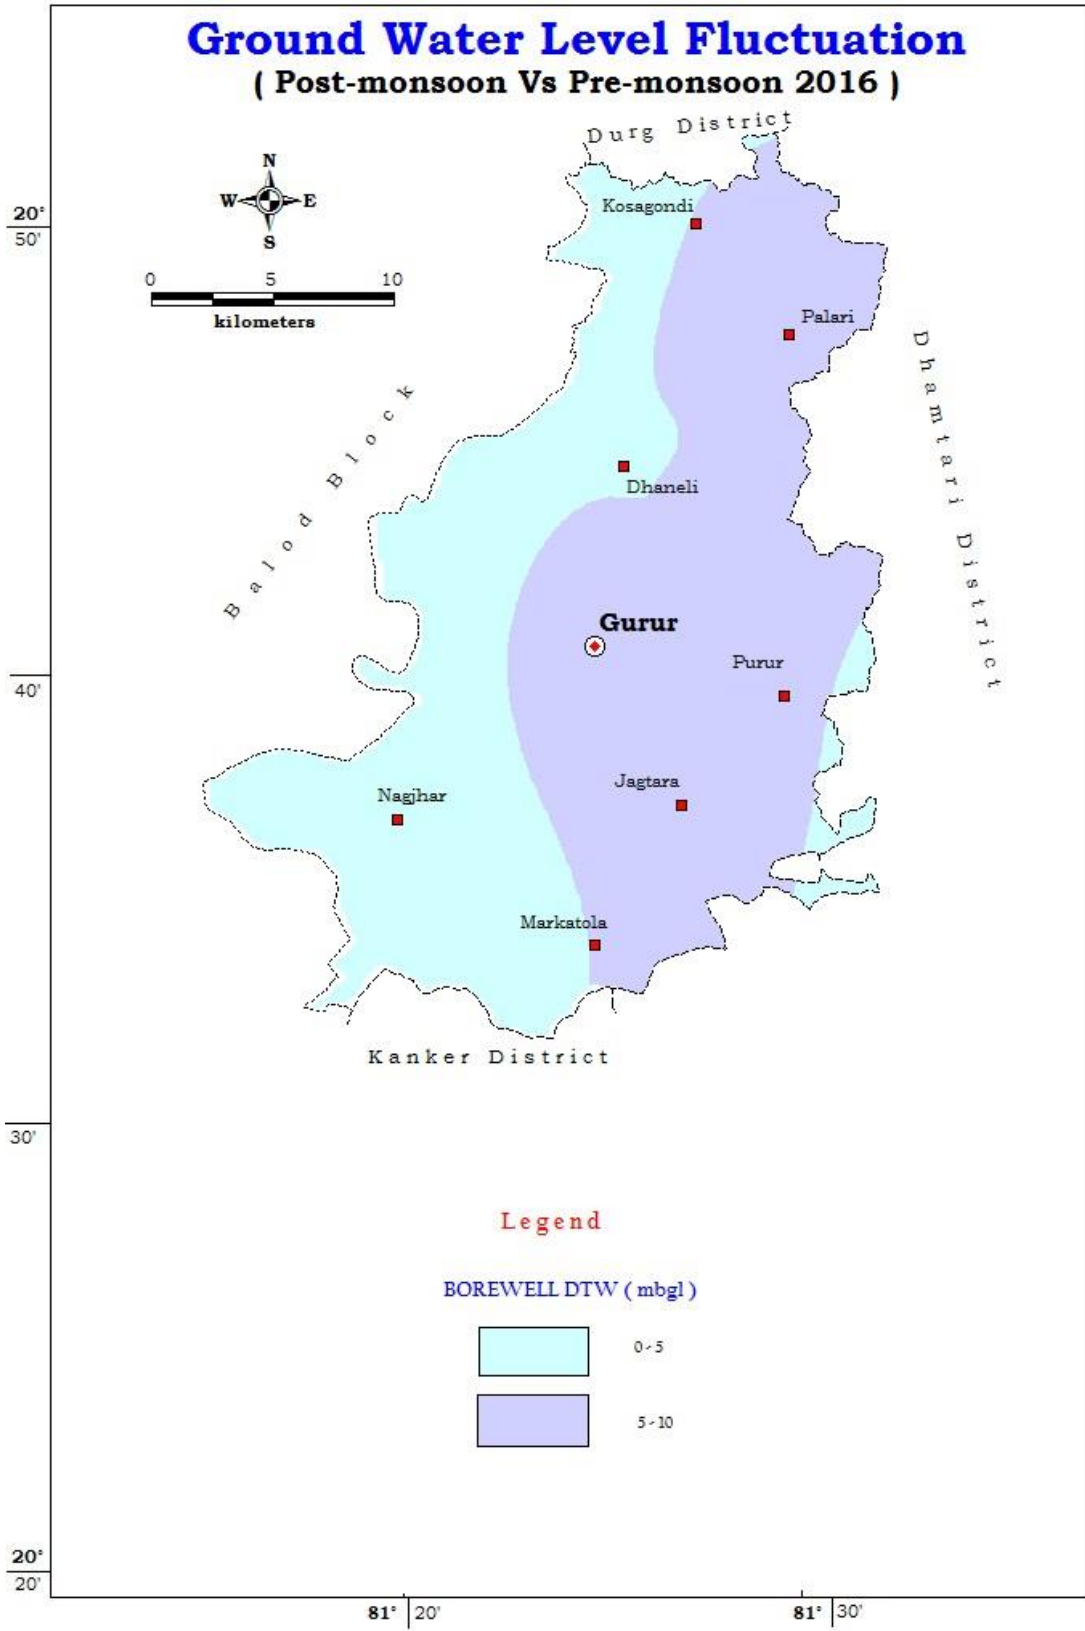 Ground Water Level Fluctuation
( Post-monsoon Vs Pre-monsoon 2016 )
Durg District
N
W E
S
20°
50'
Kosagondi
0 5 10
kilometers
Palari
Balod Block
Dhamtari District
Dhaneli
Gurur
Purur
40'
Jagtara
Nagjhar
Markatola
Kanker District
30'
Legend
BOREWELL DTW ( mbgl )
0-5
5-10
20°
20'
81° 20' 81° 30'